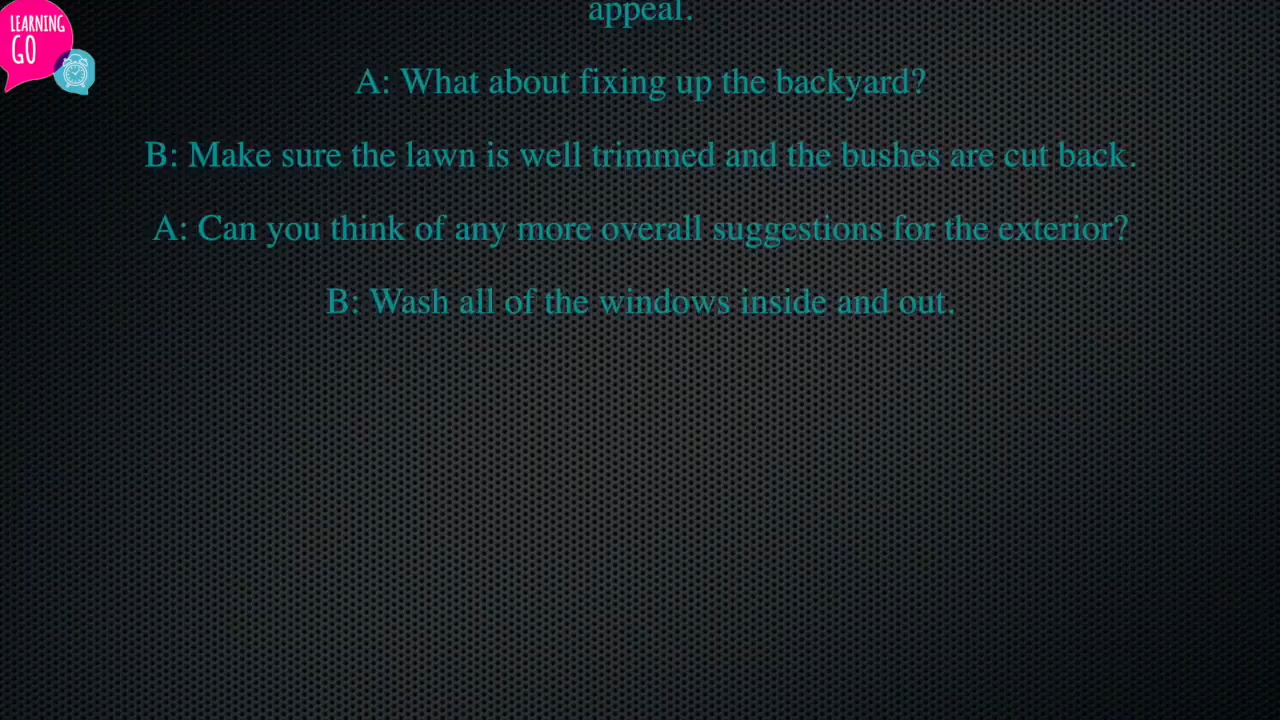 LEARNING
GO
appeal.
A: What about fixing up the backyard?
B: Make sure the lawn is well trimmed and the bushes are cut back.
A: Can you think of any more overall suggestions for the exterior?
B: Wash all of the windows inside and out.